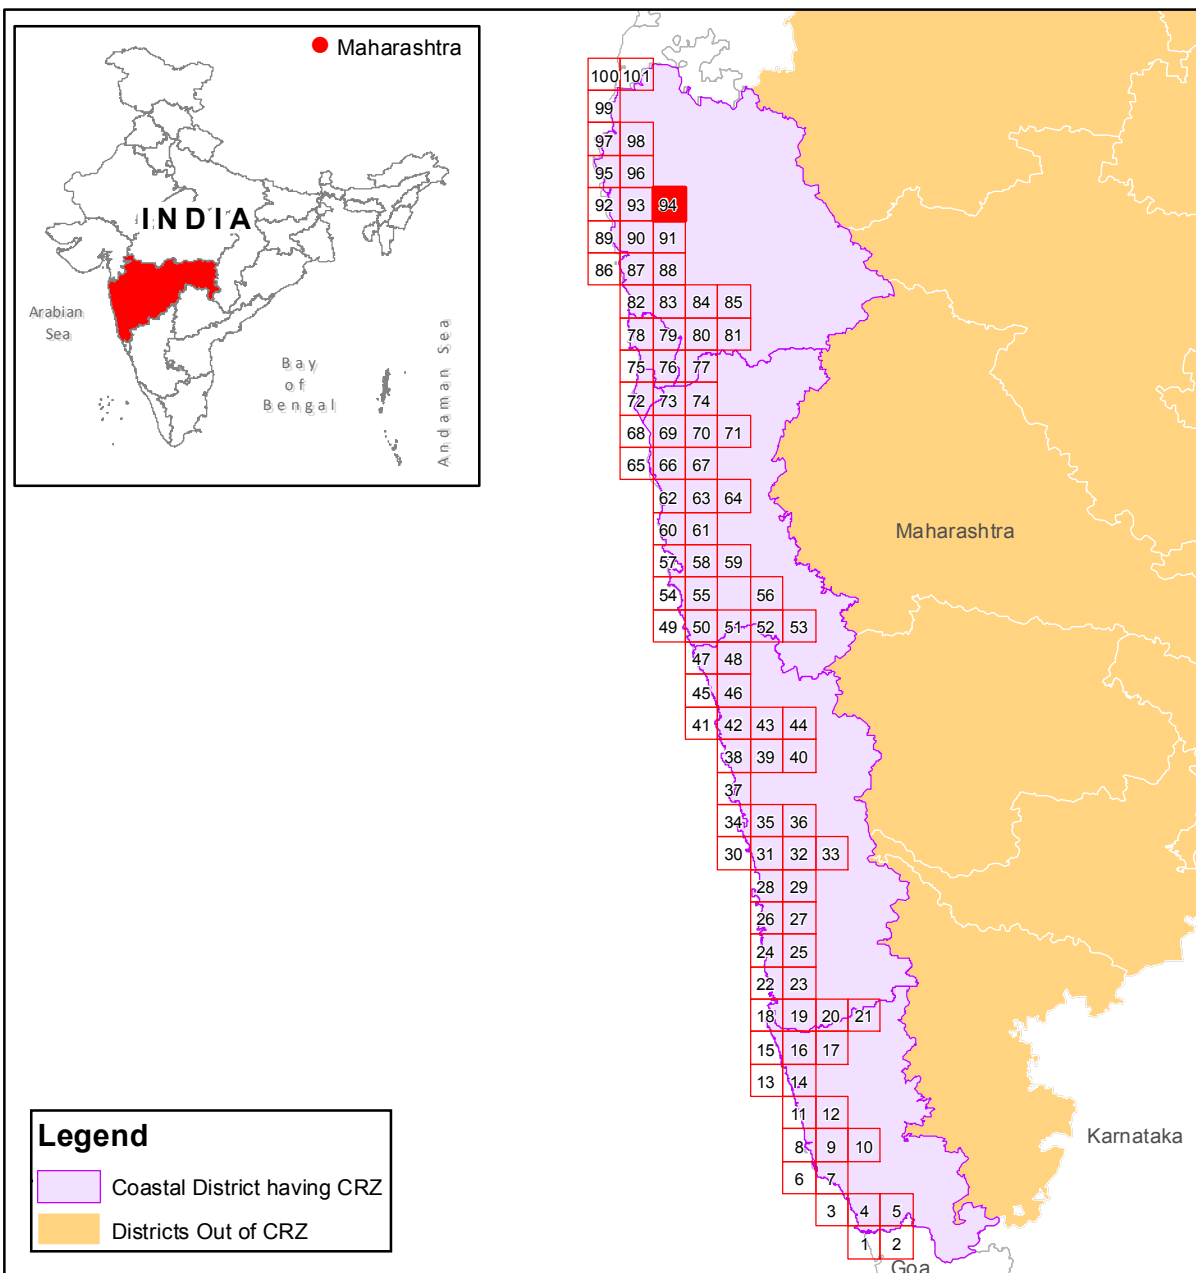 Maharashtra
INDIA
Arabian
Sea
Bay
of
Bengal
Andaman Sea
100 101
99
97 98
95 96
92 93 94
89 90 91
86 87 88
82 83 84 85
78 79 80 81
75 76 77
72 73 74
68 69 70 71
65 66 67
62 63 64
60 61
Maharashtra
57 58 59
54 55 56
49 50 51 52 53
47 48
45 46
41 42 43 44
38 39 40
37
34 35 36
30 31 32 33
28 29
26 27
24 25
22 23
18 19 20 21
15 16 17
13 14
11 12
Karnataka
8 9 10
6 7
3 4 5
1 2
Goa
Legend
Coastal District having CRZ
Districts Out of CRZ